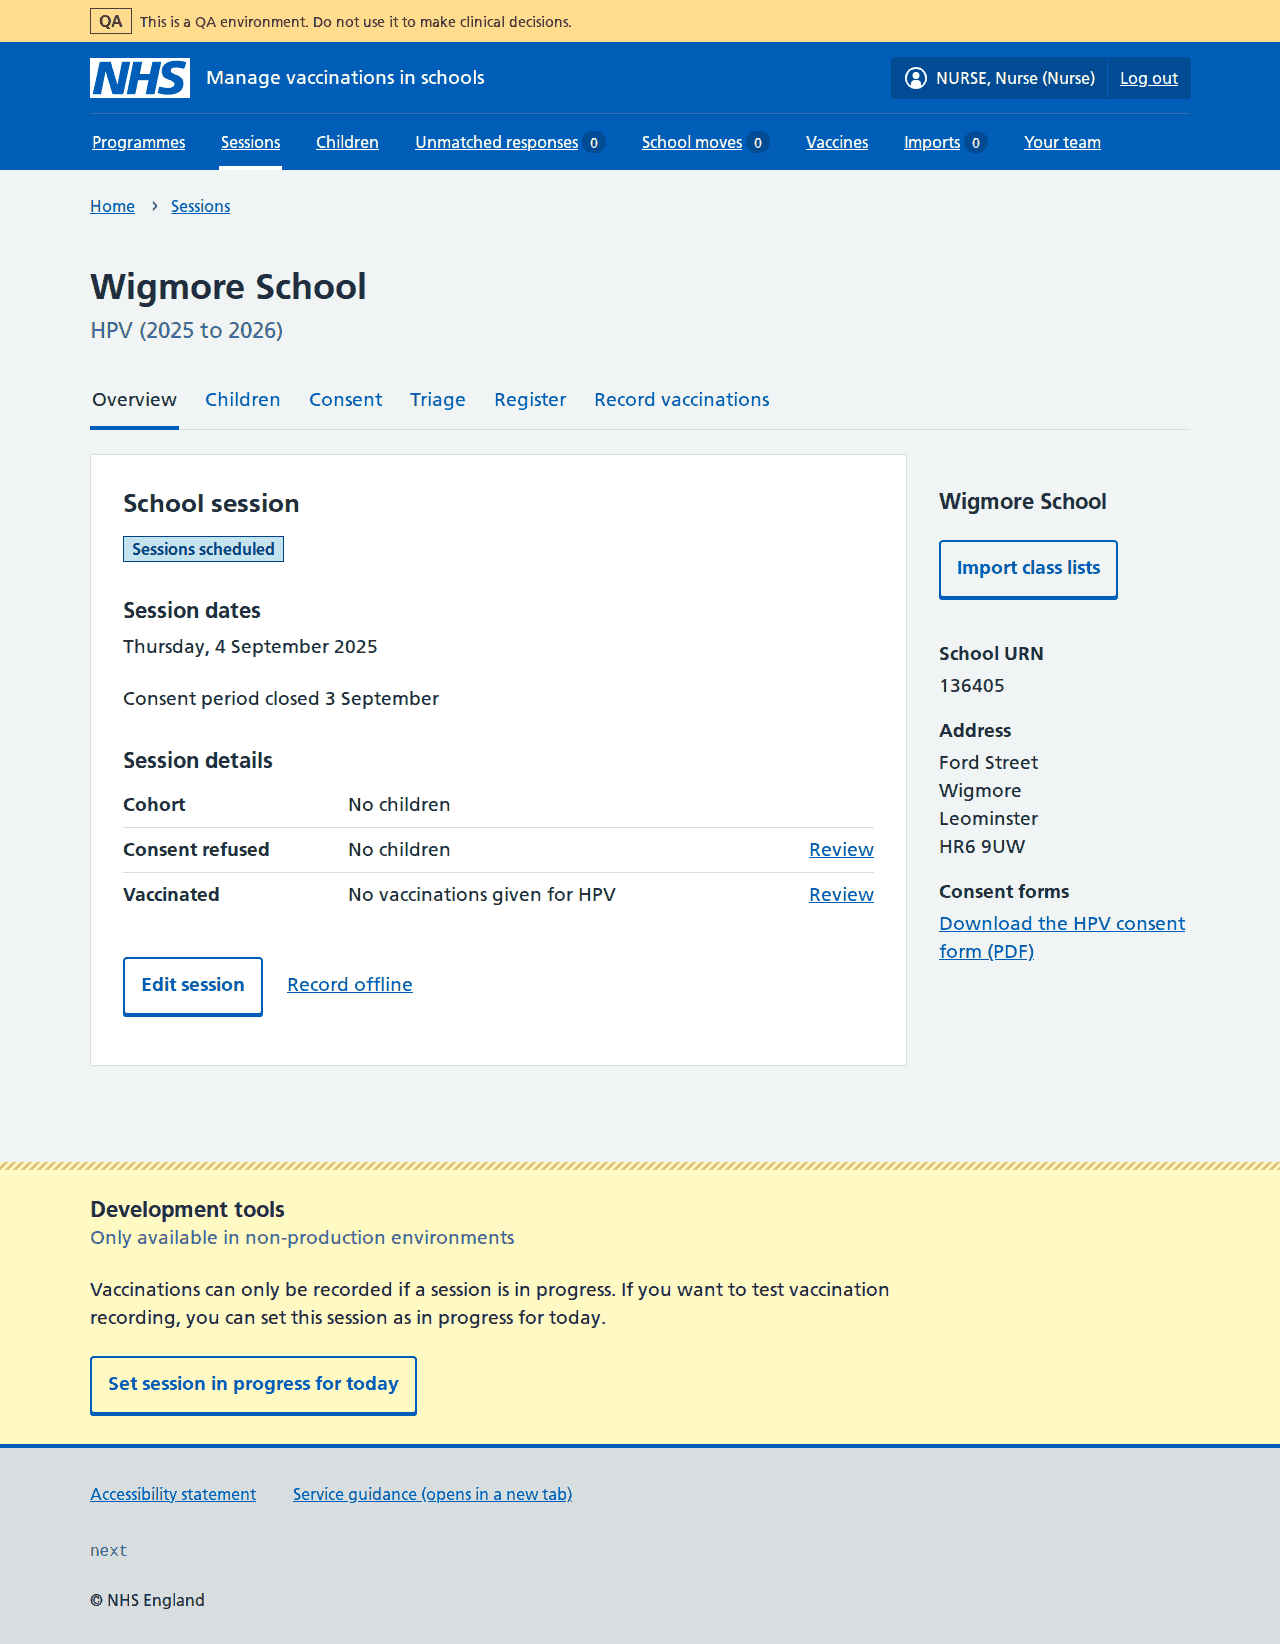 QA This is a QA environment. Do not use it to make clinical decisions.
NHS Manage vaccinations in schools NURSE, Nurse (Nurse) Log out
Programmes Sessions Children Unmatched responses 0 School moves 0 Vaccines Imports 0 Your team
Home › Sessions
Wigmore School
HPV (2025 to 2026)
Overview Children Consent Triage Register Record vaccinations
School session
Sessions scheduled
Session dates
Thursday, 4 September 2025
Consent period closed 3 September
Session details
Cohort No children
Consent refused No children Review
Vaccinated No vaccinations given for HPV Review
Edit session Record offline
Wigmore School
Import class lists
School URN
136405
Address
Ford Street
Wigmore
Leominster
HR6 9UW
Consent forms
Download the HPV consent
form (PDF)
Development tools
Only available in non-production environments
Vaccinations can only be recorded if a session is in progress. If you want to test vaccination
recording, you can set this session as in progress for today.
Set session in progress for today
Accessibility statement Service guidance (opens in a new tab)
next
© NHS England